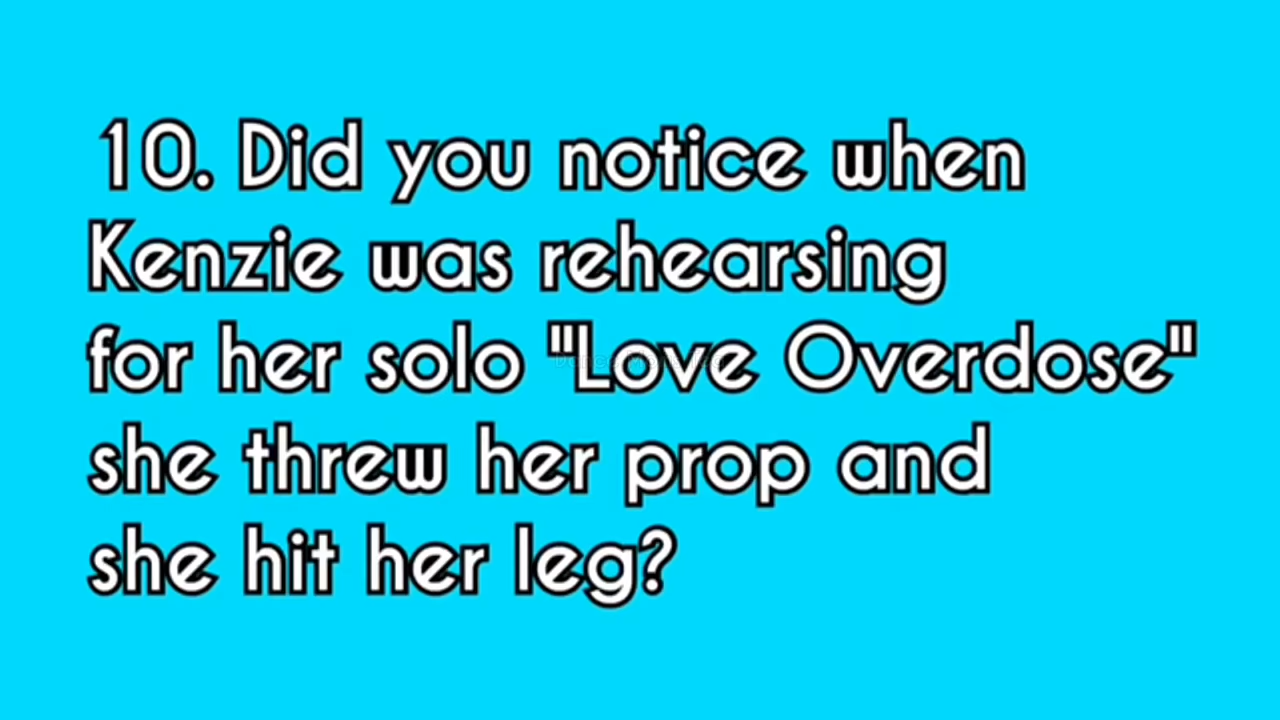 10. Did you notice when
Kenzie was rehearsing
for her solo "Love Overdose"
she threw her prop and
she hit her leg?